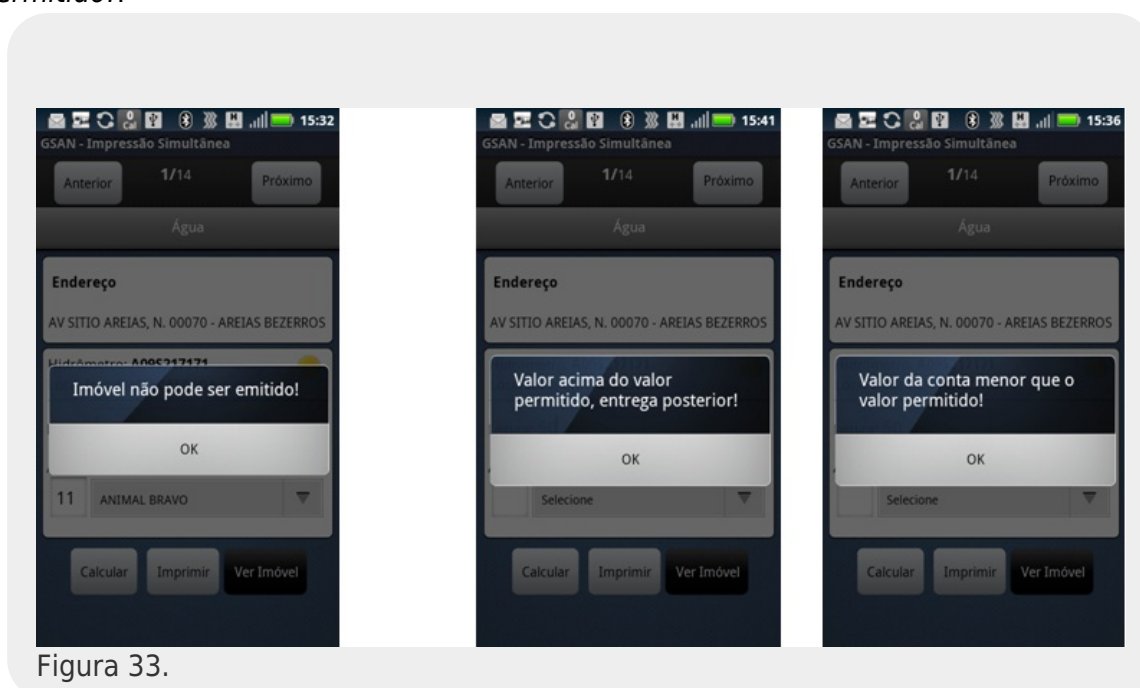 15:32
GSAN - Impressão Simultânea
Anterior
1/14
Próximo
Água
Endereço
AV SITIO AREIAS, N. 00070 - AREIAS BEZERROS
Hidrômetro: A09S217171
Imóvel não pode ser emitido!
OK
11 ANIMAL BRAVO
Calcular
Imprimir
Ver Imóvel
15:41
GSAN - Impressão Simultânea
Anterior
1/14
Próximo
Água
Endereço
AV SITIO AREIAS, N. 00070 - AREIAS BEZERROS
Valor acima do valor
permitido, entrega posterior!
OK
Selecione
Calcular
Imprimir
Ver Imóvel
15:36
GSAN - Impressão Simultânea
Anterior
1/14
Próximo
Água
Endereço
AV SITIO AREIAS, N. 00070 - AREIAS BEZERROS
Valor da conta menor que o
valor permitido!
OK
Selecione
Calcular
Imprimir
Ver Imóvel
Figura 33.